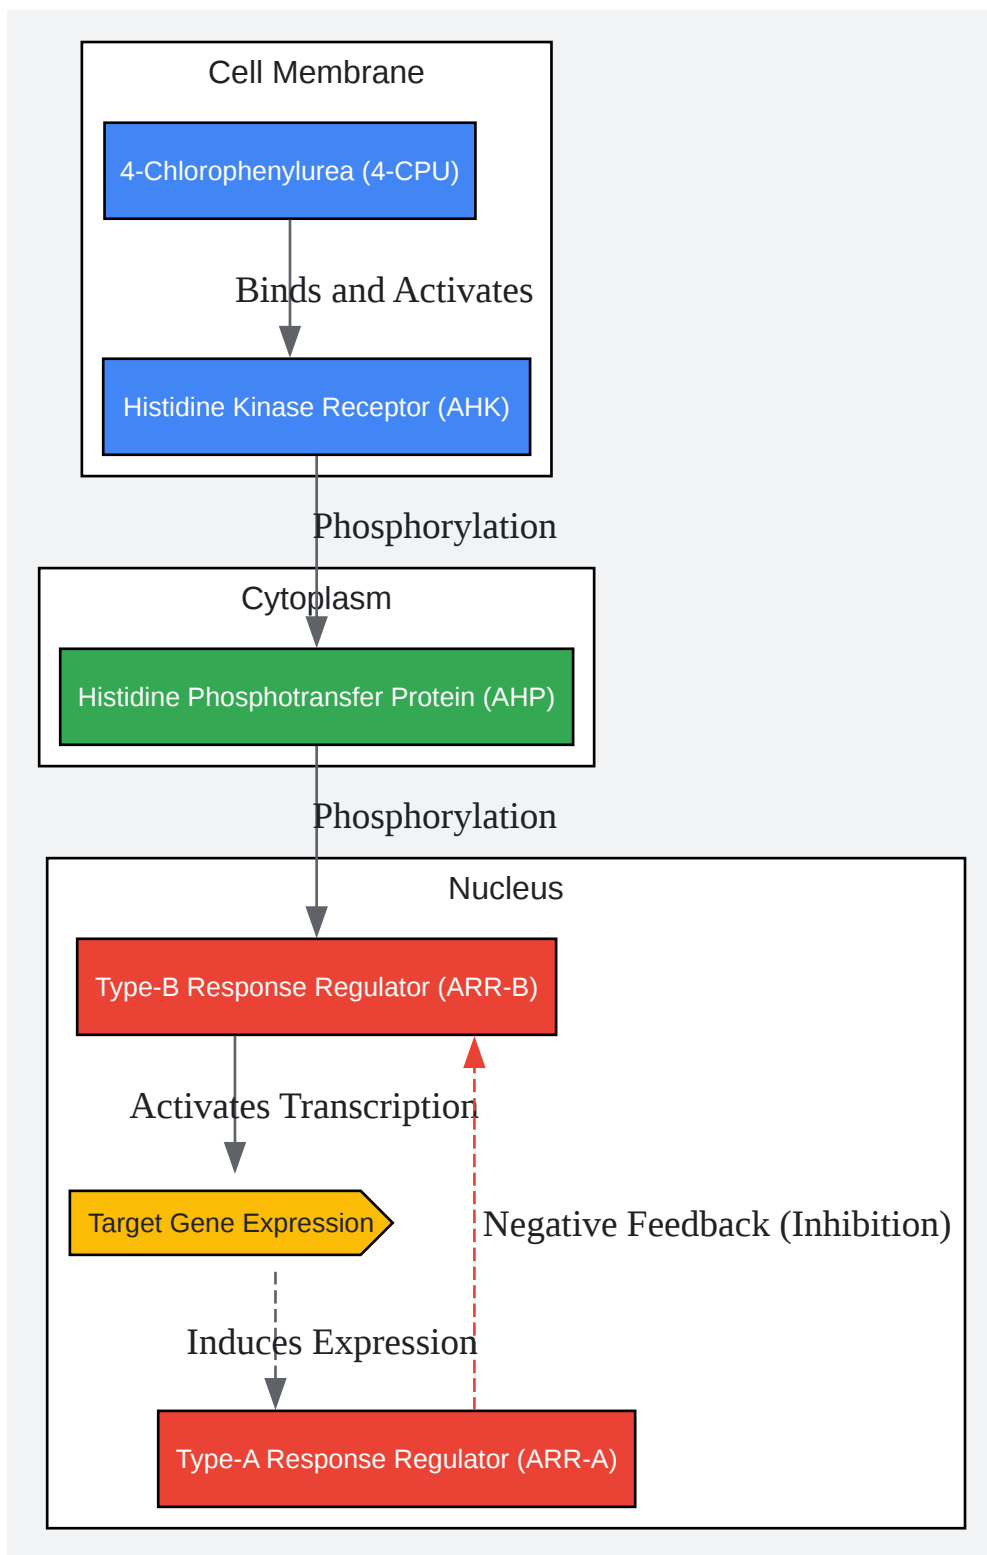 Cell Membrane
4-Chlorophenylurea (4-CPU)
Binds and Activates
Histidine Kinase Receptor (AHK)
Phosphorylation
Cytoplasm
Histidine Phosphotransfer Protein (AHP)
Phosphorylation
Nucleus
Type-B Response Regulator (ARR-B)
Activates Transcription
Target Gene Expression
Negative Feedback (Inhibition)
Induces Expression
Type-A Response Regulator (ARR-A)